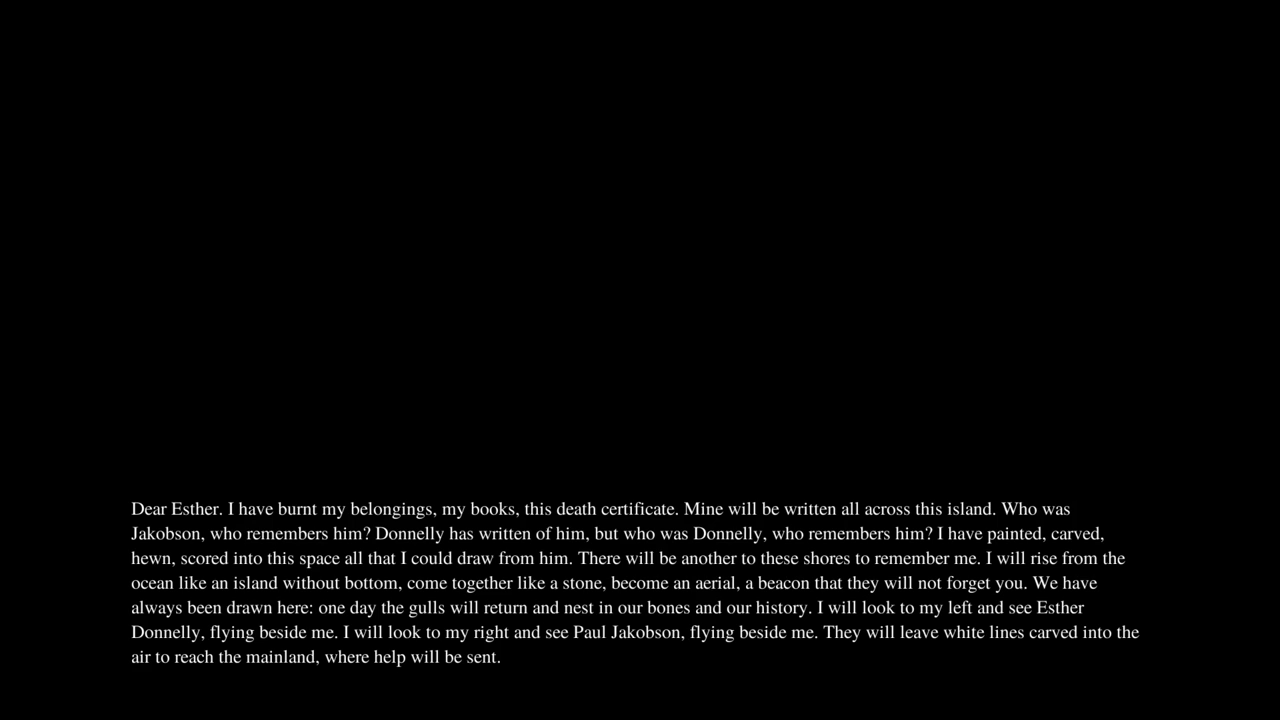 Dear Esther. I have burnt my belongings, my books, this death certificate. Mine will be written all across this island. Who was
Jakobson, who remembers him? Donnelly has written of him, but who was Donnelly, who remembers him? I have painted, carved,
hewn, scored into this space all that I could draw from him. There will be another to these shores to remember me. I will rise from the
ocean like an island without bottom, come together like a stone, become an aerial, a beacon that they will not forget you. We have
always been drawn here: one day the gulls will return and nest in our bones and our history. I will look to my left and see Esther
Donnelly, flying beside me. I will look to my right and see Paul Jakobson, flying beside me. They will leave white lines carved into the
air to reach the mainland, where help will be sent.